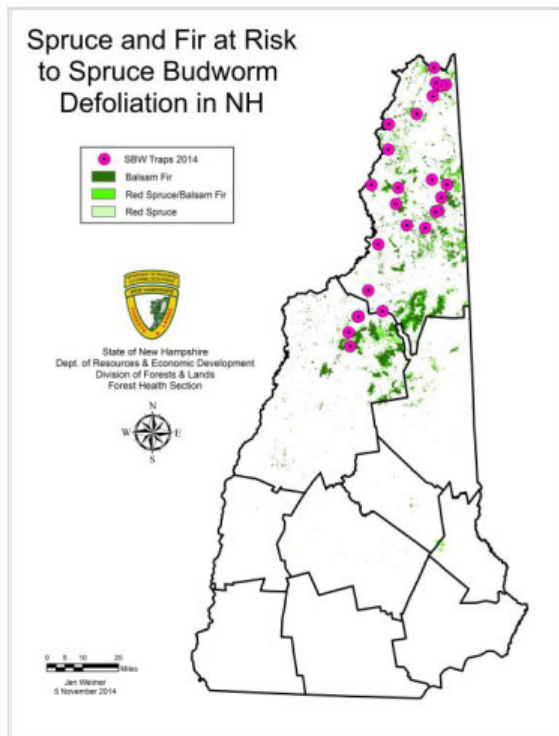 Spruce and Fir at Risk
to Spruce Budworm
Defoliation in NH
SBW Traps 2014
Balsam Fir
Red Spruce/Balsam Fir
Red Spruce
State of New Hampshire
Dept. of Resources & Economic Development
Division of Forests & Lands
Forest Health Section
N
W E
S
0 5 10 20
Miles
Jen Weimer
5 November 2014